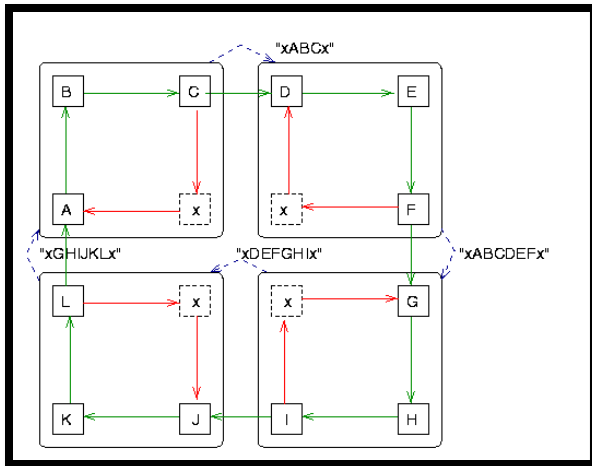 "xABCx"
B C D E
A x x F
"xGHIJKLx" "xDEFGHIx" "xABCDEFx"
L x x G
K J I H